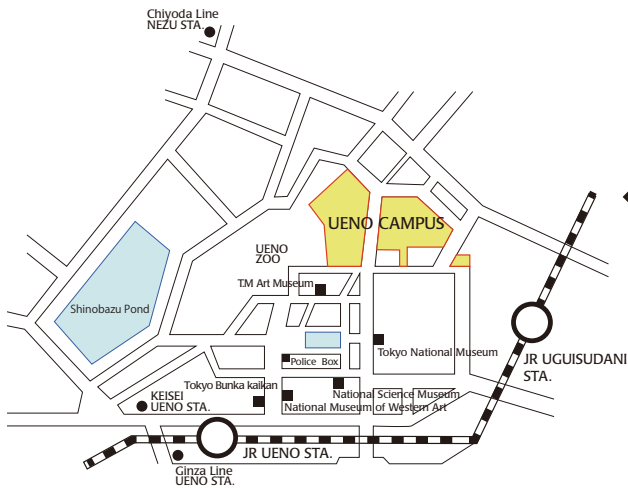 Chiyoda Line
NEZU STA.
UENO CAMPUS
UENO
ZOO
T.M Art Museum
Shinobazu Pond
Tokyo National Museum
JR UGUISUDANI
STA.
Police Box
Tokyo Bunka kaikan
National Science Museum
National Museum of Western Art
KEISEI
UENO STA.
JR UENO STA.
Ginza Line
UENO STA.